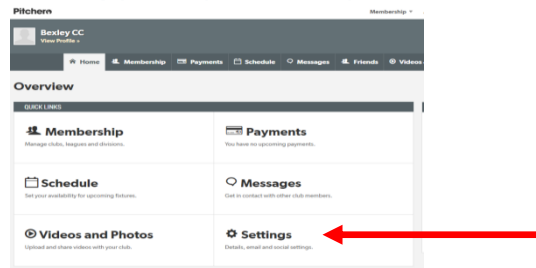 Pitchero
Membership
Bexley CC
View Profile »
Home Membership Payments Schedule Messages Friends Videos
Overview
QUICK LINKS
Membership
Manage clubs, leagues and divisions.
Payments
You have no upcoming payments.
Schedule
Set your availability for upcoming fixtures.
Messages
Get in contact with other club members.
Videos and Photos
Upload and share videos with your club.
Settings
Details, email and social settings.